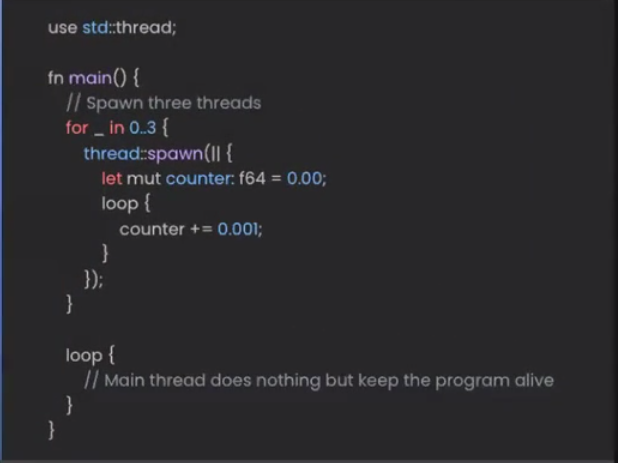 use std::thread;
fn main() {
// Spawn three threads
for _ in 0..3 {
thread::spawn(|| {
let mut counter: f64 = 0.00;
loop {
counter += 0.001;
}
});
}
loop {
// Main thread does nothing but keep the program alive
}
}